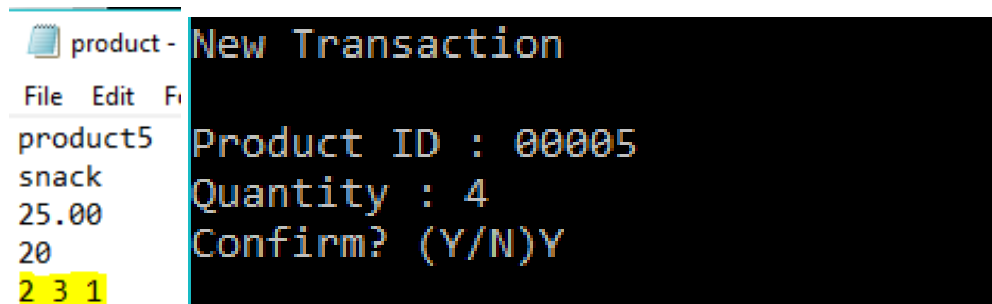 product -
File Edit Fo
product5
snack
25.00
20
2 3 1
New Transaction
Product ID : 00005
Quantity : 4
Confirm? (Y/N)Y